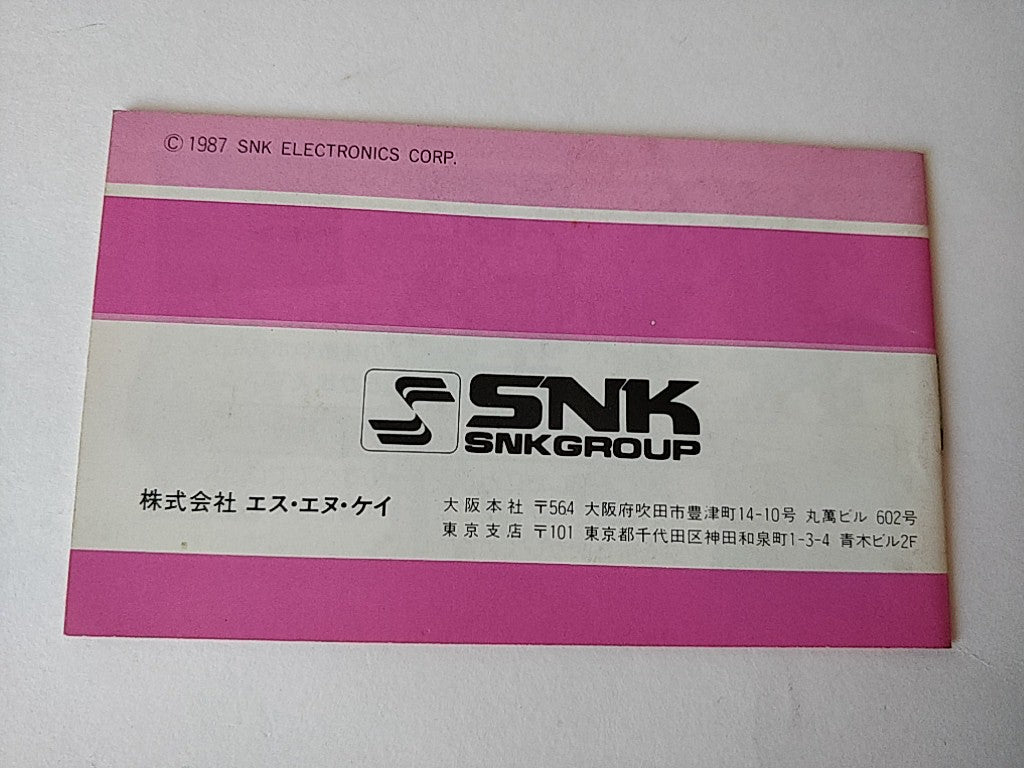 © 1987 SNK ELECTRONICS CORP.
SNK
SNKGROUP
株式会社 エス・エヌ・ケイ
大阪本社 〒564 大阪府吹田市豊津町14-10号 丸萬ビル 602号
東京支店 〒101 東京都千代田区神田和泉町1-3-4 青木ビル2F